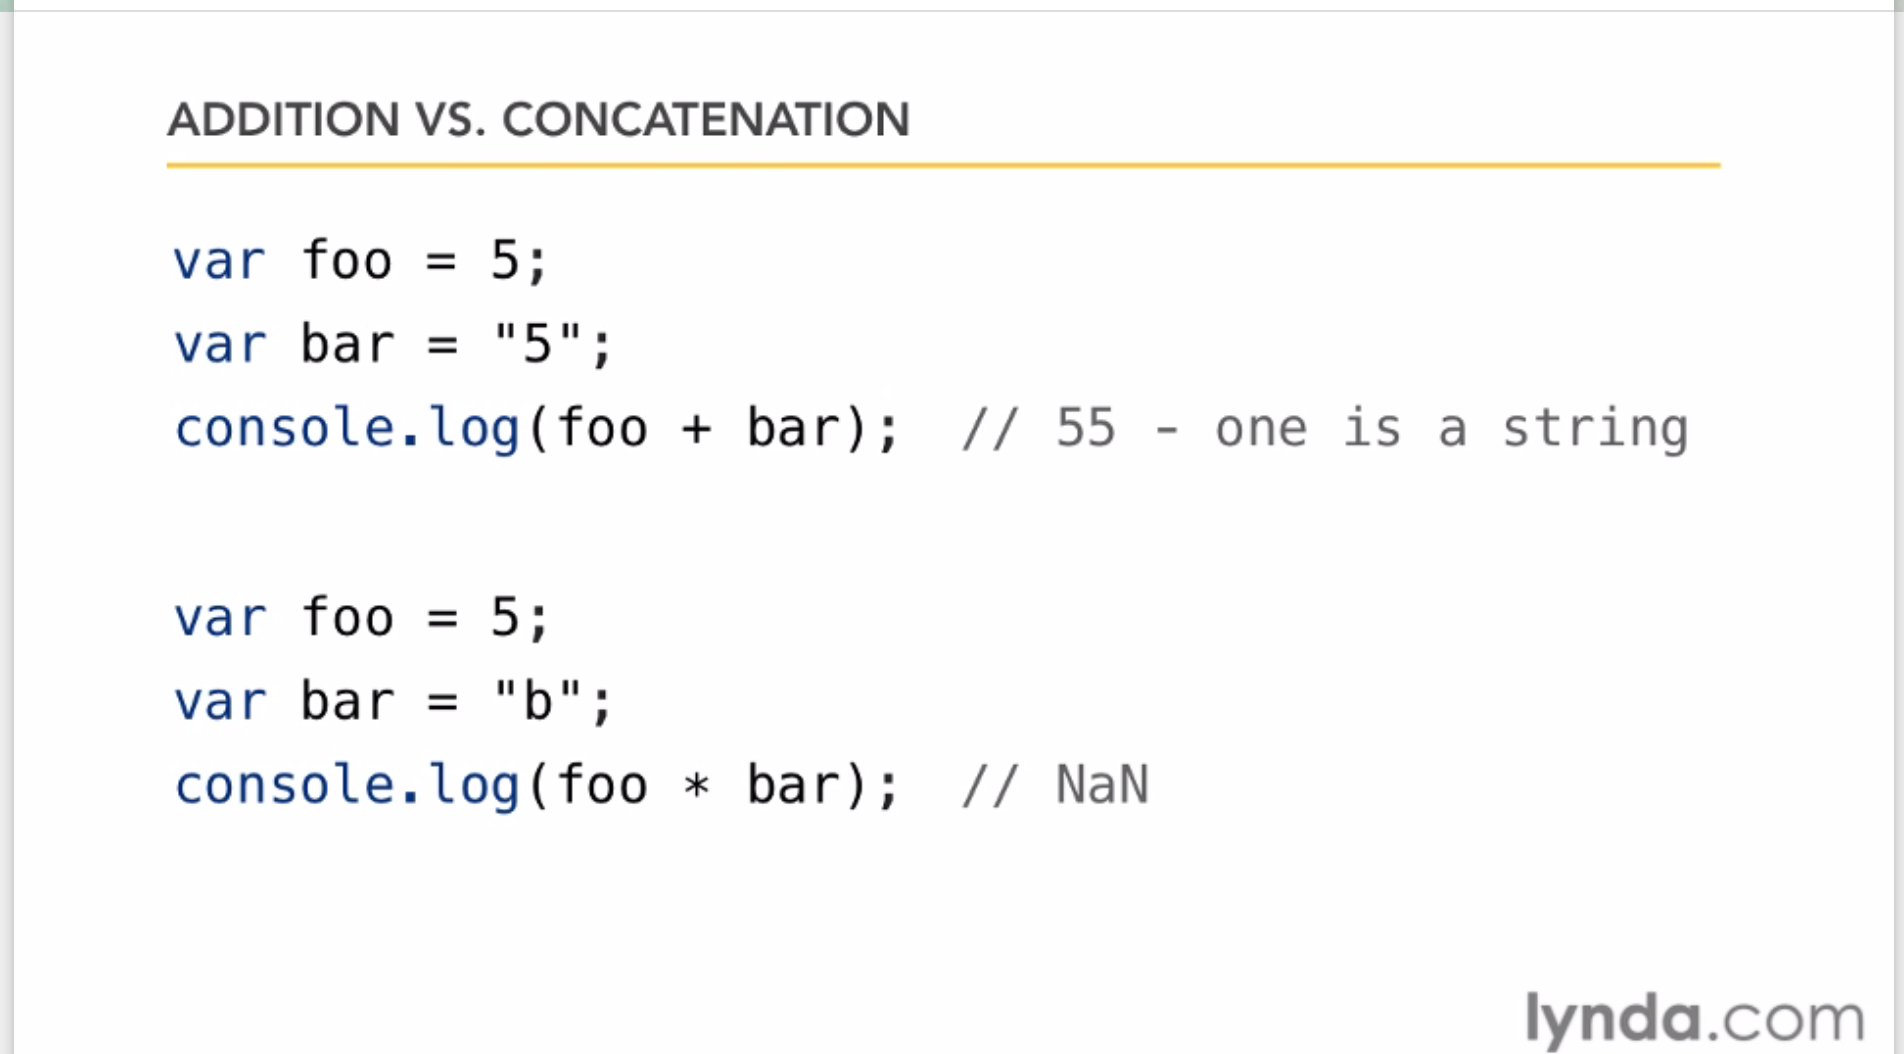 ADDITION VS. CONCATENATION
var foo = 5;
var bar = "5";
console.log(foo + bar);  // 55 - one is a string
var foo = 5;
var bar = "b";
console.log(foo * bar);  // NaN
lynda.com